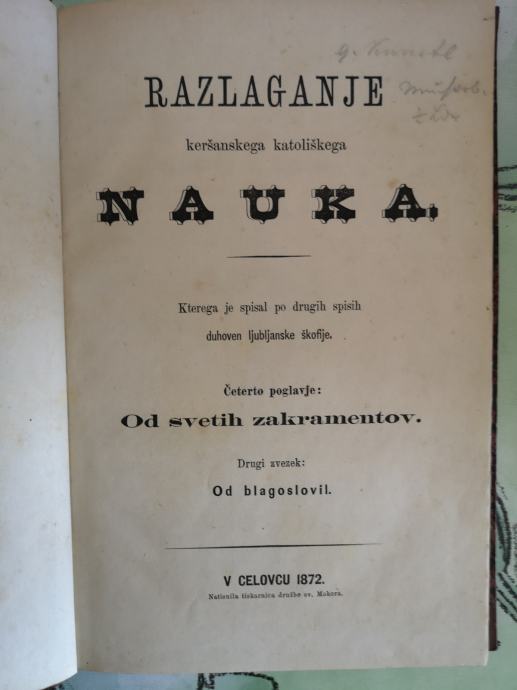 RAZLAGANJE
keršanskega katoliškega
NAUKA,
Kterega je spisal po drugih spisih
duhoven ljubljanske škofije.
Četerto poglavje:
Od svetih zakramentov.
Drugi zvezek:
Od blagoslovil.
V CELOVCU 1872.
Natisnila tiskarnica družbe sv. Mohora.